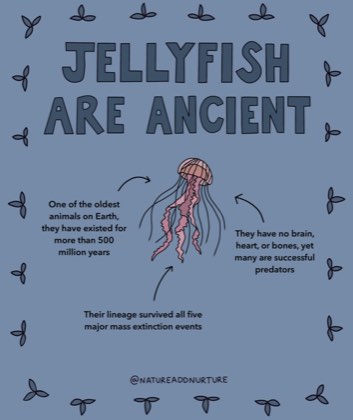 JELLYFISH
ARE ANCIENT
One of the oldest
animals on Earth,
they have existed for
more than 500
million years
They have no brain,
heart, or bones, yet
many are successful
predators
Their lineage survived all five
major mass extinction events
@NATUREADDNURTURE